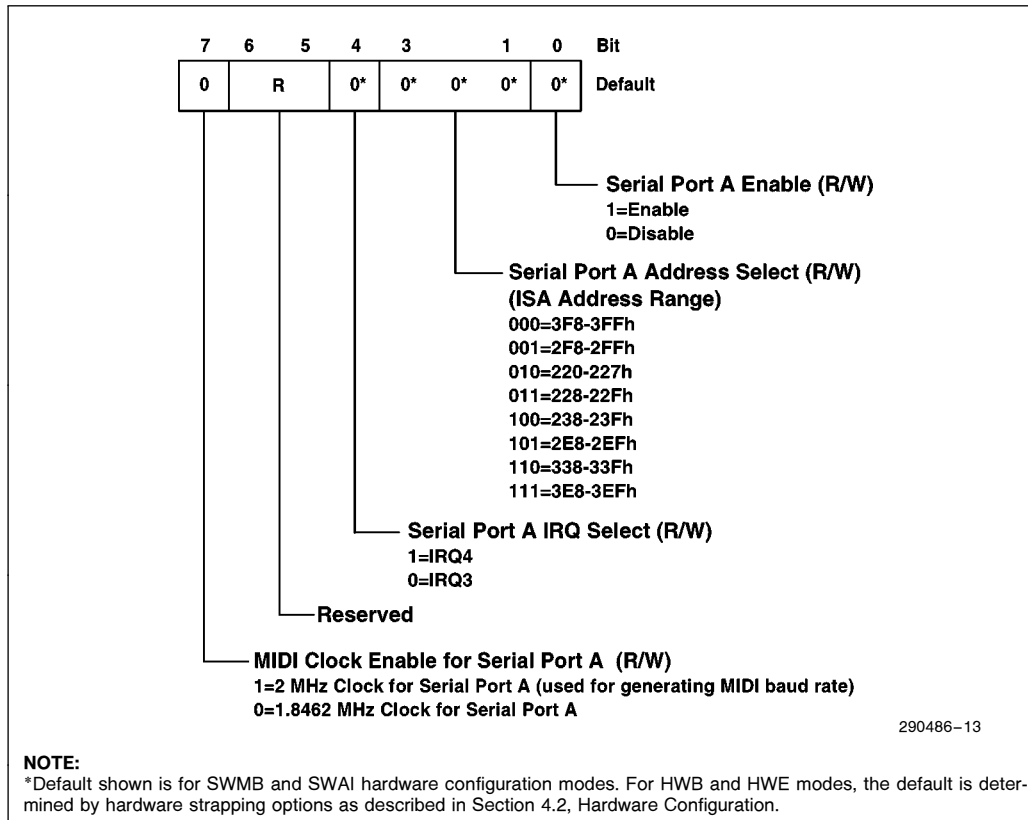 7 6 5 4 3 1 0 Bit
0 R 0* 0* 0* 0* 0* Default
Serial Port A Enable (R/W)
1=Enable
0=Disable
Serial Port A Address Select (R/W)
(ISA Address Range)
000=3F8-3FFh
001=2F8-2FFh
010=220-227h
011=228-22Fh
100=238-23Fh
101=2E8-2EFh
110=338-33Fh
111=3E8-3EFh
Serial Port A IRQ Select (R/W)
1=IRQ4
0=IRQ3
Reserved
MIDI Clock Enable for Serial Port A (R/W)
1=2 MHz Clock for Serial Port A (used for generating MIDI baud rate)
0=1.8462 MHz Clock for Serial Port A
290486–13
NOTE:
*Default shown is for SWMB and SWAI hardware configuration modes. For HWB and HWE modes, the default is deter-
mined by hardware strapping options as described in Section 4.2, Hardware Configuration.